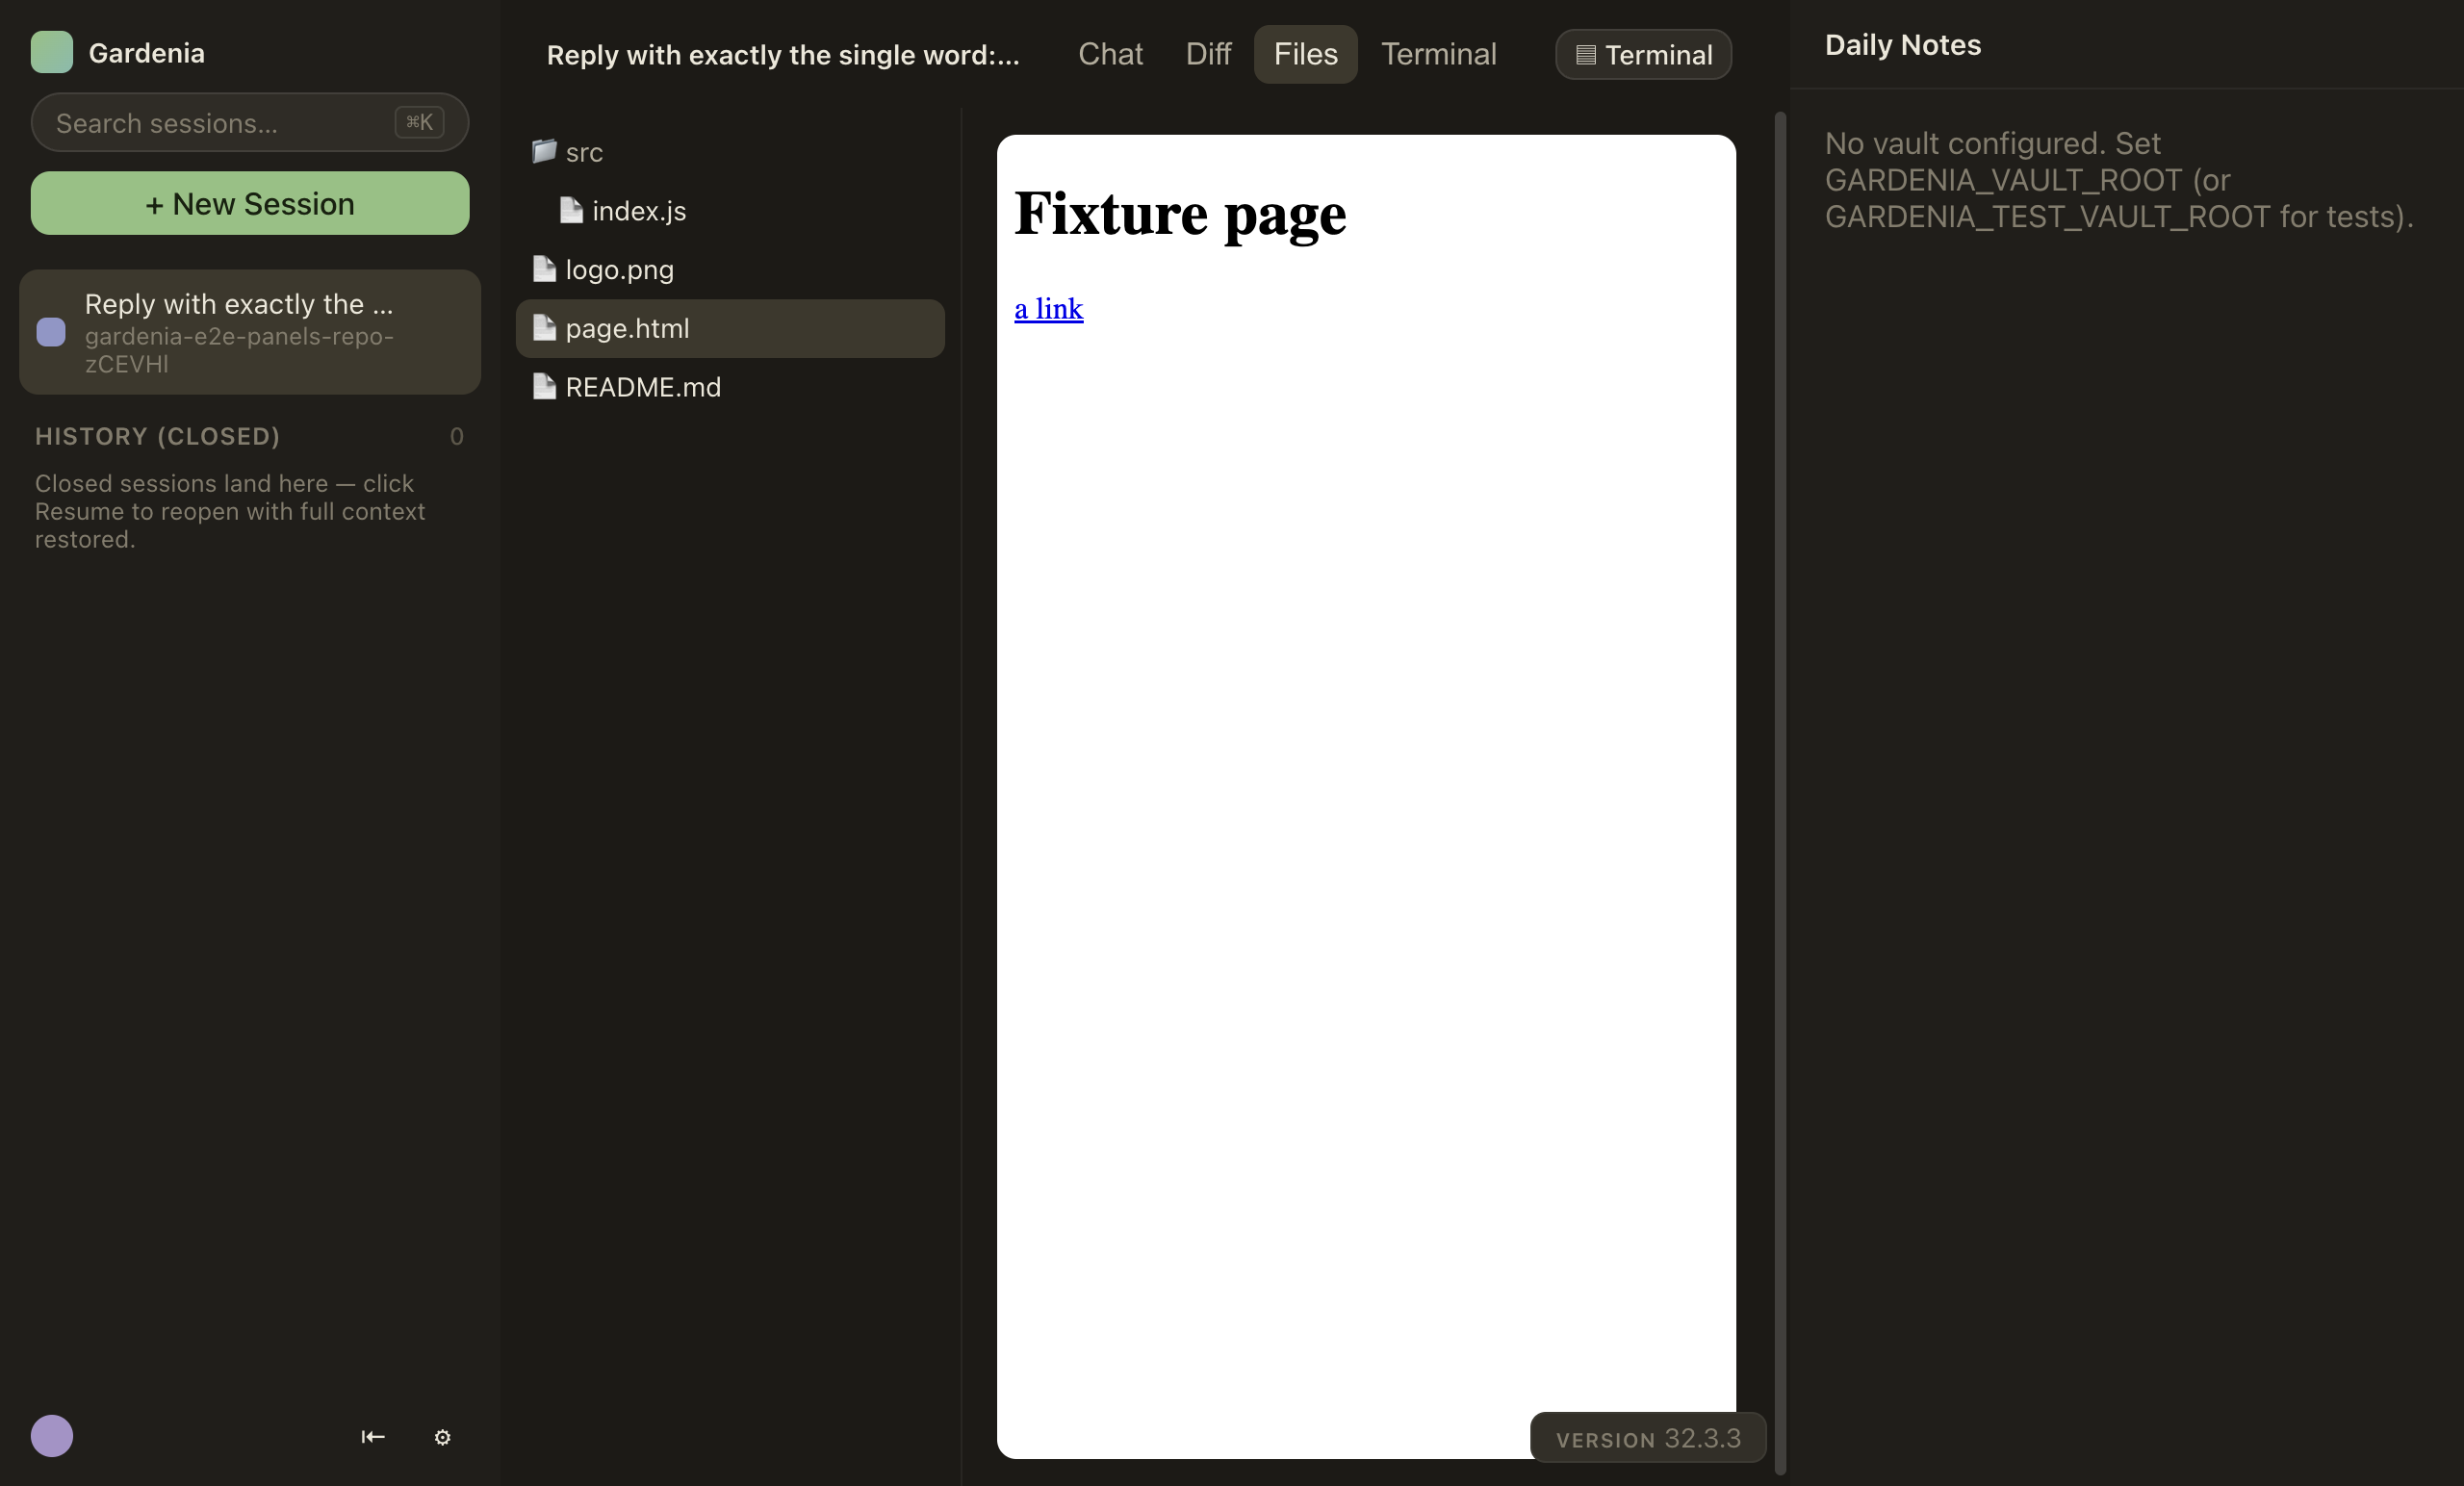 Gardenia
Search sessions... ⌘K
+ New Session
Reply with exactly the ...
gardenia-e2e-panels-repo-
zCEVHl
HISTORY (CLOSED) 0
Closed sessions land here — click
Resume to reopen with full context
restored.
Reply with exactly the single word:... Chat Diff Files Terminal Terminal
src
index.js
logo.png
page.html
README.md
Fixture page
a link
VERSION 32.3.3
Daily Notes
No vault configured. Set
GARDENIA_VAULT_ROOT (or
GARDENIA_TEST_VAULT_ROOT for tests).